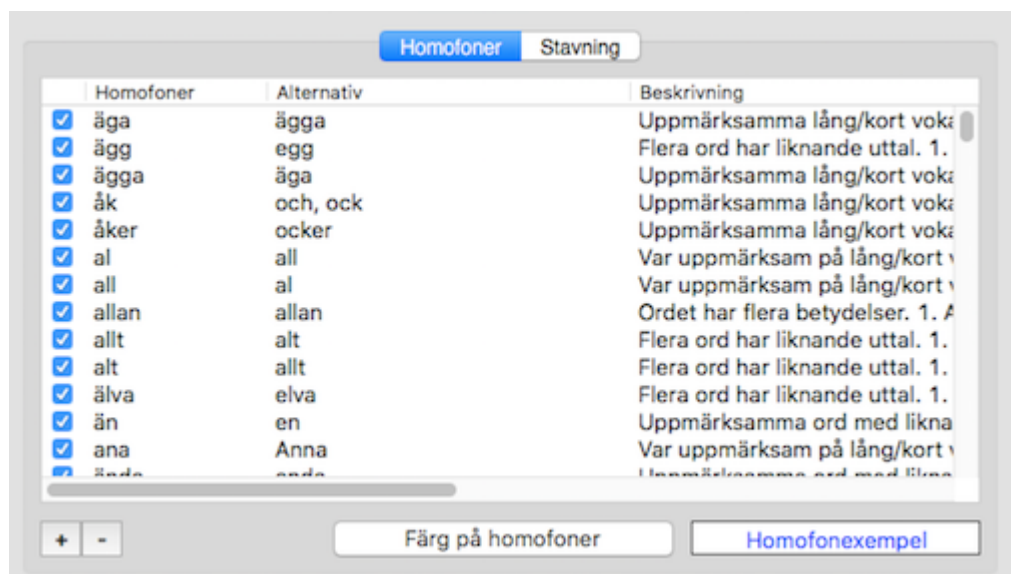 Homofoner Stavning
Homofoner Alternativ Beskrivning
äga ägga Uppmärksamma lång/kort
ägg egg Flera ord har liknande uttal. 1.
ägga äga Uppmärksamma lång/kort
åk och, ock Uppmärksamma lång/kort
åker ocker Uppmärksamma lång/kort
al all Var uppmärksam på lång/kort
all al Var uppmärksam på lång/kort
allan allan Ordet har flera betydelser. 1.
allt alt Flera ord har liknande uttal. 1.
alt allt Flera ord har liknande uttal. 1.
älva elva Flera ord har liknande uttal. 1.
än en Uppmärksamma ord med
ana Anna Var uppmärksam på lång/kort
+ -
Färg på homofoner Homofonexempel